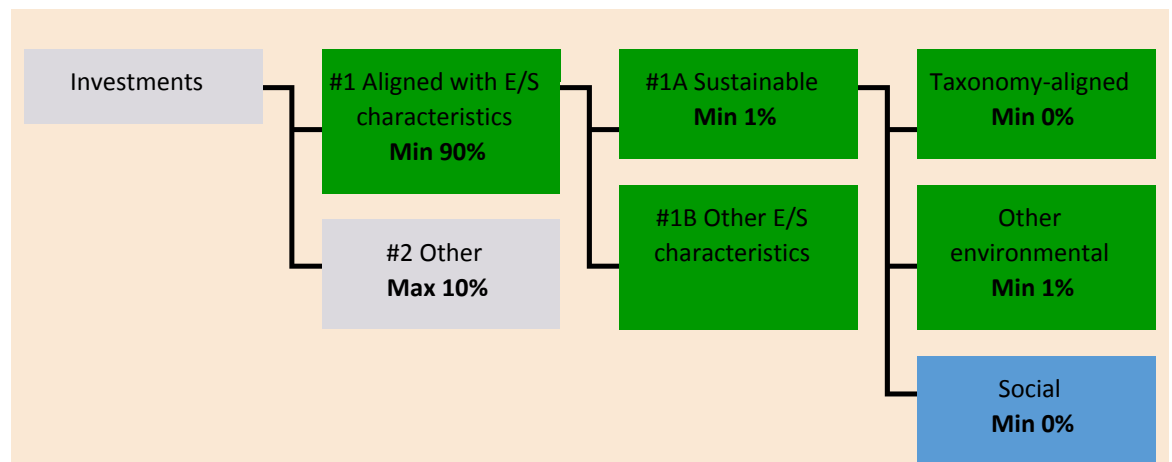 Investments
#1 Aligned with E/S
characteristics
Min 90%
#2 Other
Max 10%
#1A Sustainable
Min 1%
#1B Other E/S
characteristics
Taxonomy-aligned
Min 0%
Other
environmental
Min 1%
Social
Min 0%